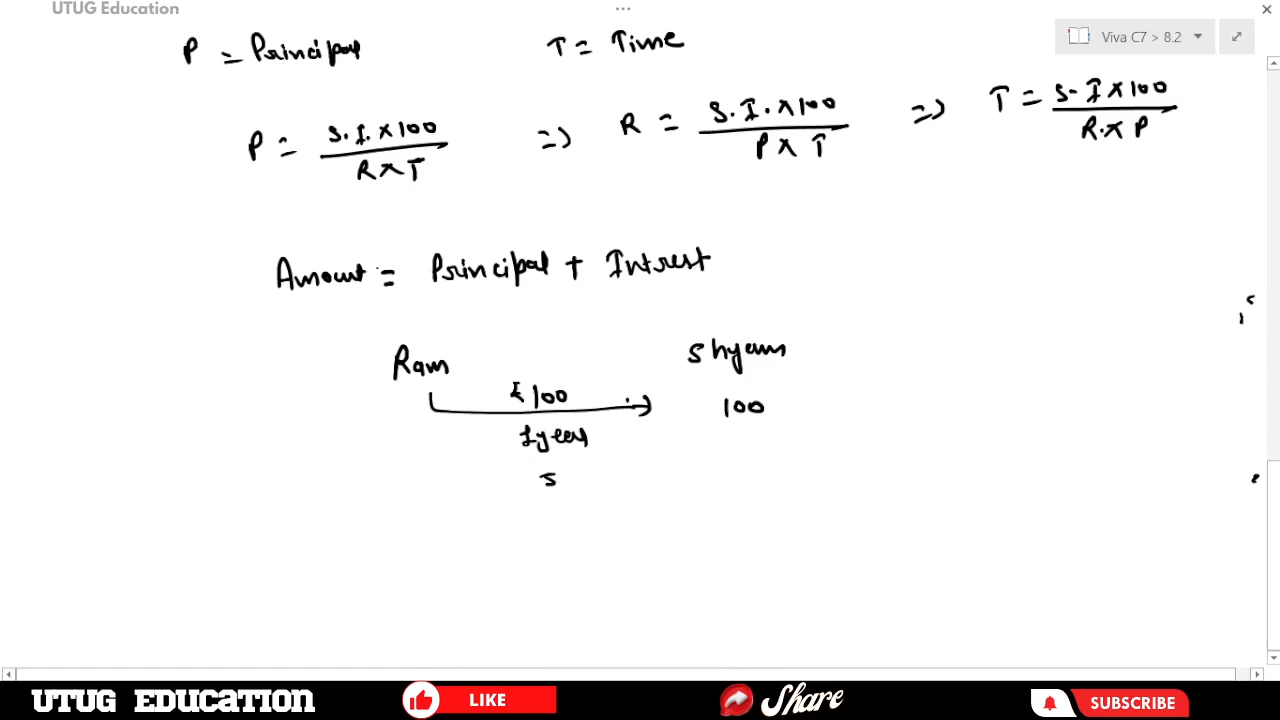 UTUG Education
Viva C7 > 8.2
P = Principal T = Time
P = S.I. x 100 / R x T => R = S.I. x 100 / P x T => T = S.I x 100 / R. x P
Amount = Principal + Intrest
Ram Shyam
₹100 100
1 year
5
UTUG EDUCATION LIKE Share SUBSCRIBE